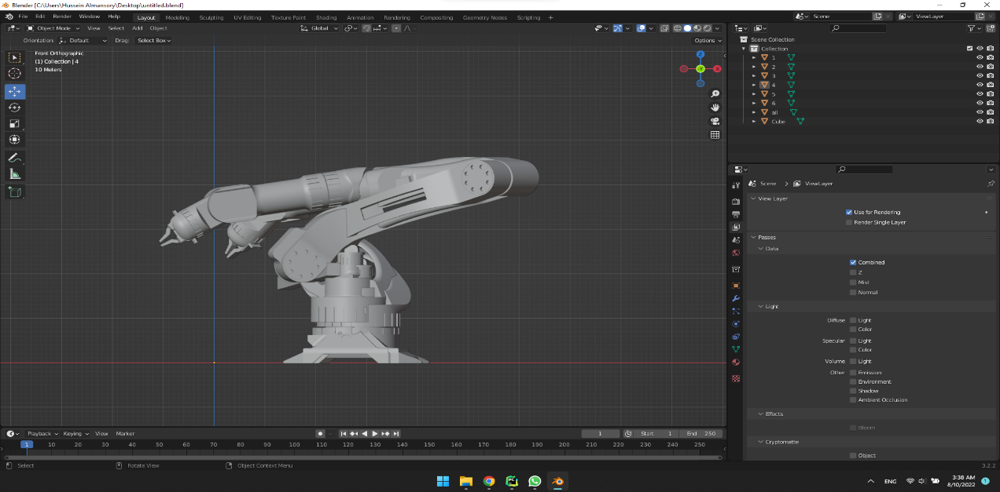 Blender [C:\Users\Hussein Almansory\Desktop\untitled.blend]
File Edit Render Window Help Layout Modeling Sculpting UV Editing Texture Paint Shading Animation Rendering Compositing Geometry Nodes Scripting + Scene ViewLayer
Object Mode View Select Add Object Global
Orientation: Default Drag: Select Box Options
Front Orthographic
(1) Collection | 4
10 Meters
Z
-Y
X
Scene Collection
Collection
1
2
3
4
5
6
all
Cube
Scene ViewLayer
View Layer
Use for Rendering
Render Single Layer
Passes
Data
Combined
Z
Mist
Normal
Light
Diffuse Light
Color
Specular Light
Color
Volume Light
Other Emission
Environment
Shadow
Ambient Occlusion
Effects
Bloom
Cryptomatte
Object
Playback Keying View Marker 1 Start 1 End 250
1 10 20 30 40 50 60 70 80 90 100 110 120 130 140 150 160 170 180 190 200 210 220 230 240 250
Select Rotate View Object Context Menu 3.2.2
PC ENG 3:38 AM 1
8/10/2022